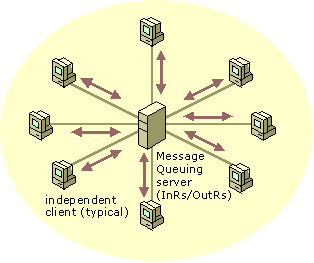 Message
Queuing
server
(InRs/OutRs)
independent
client (typical)